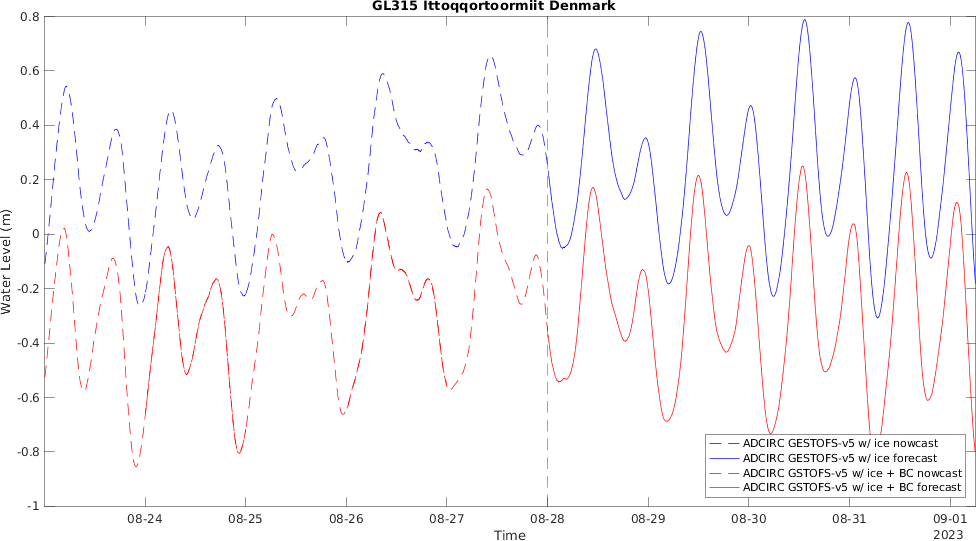 GL315 Ittoqqortoormiit Denmark
0.8
0.6
0.4
0.2
0
-0.2
-0.4
-0.6
-0.8
-1
Water Level (m)
08-24 08-25 08-26 08-27 08-28 08-29 08-30 08-31 09-01
2023
Time
ADCIRC GESTOFS-v5 w/ ice nowcast
ADCIRC GESTOFS-v5 w/ ice forecast
ADCIRC GSTOFS-v5 w/ ice + BC nowcast
ADCIRC GSTOFS-v5 w/ ice + BC forecast